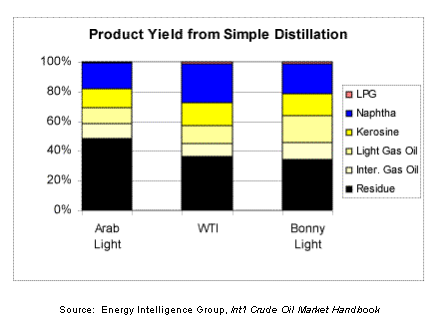 Product Yield from Simple Distillation
100%
80%
60%
40%
20%
0%
Arab
Light
WTI
Bonny
Light
LPG
Naphtha
Kerosine
Light Gas Oil
Inter. Gas Oil
Residue
Source: Energy Intelligence Group, Int'l Crude Oil Market Handbook